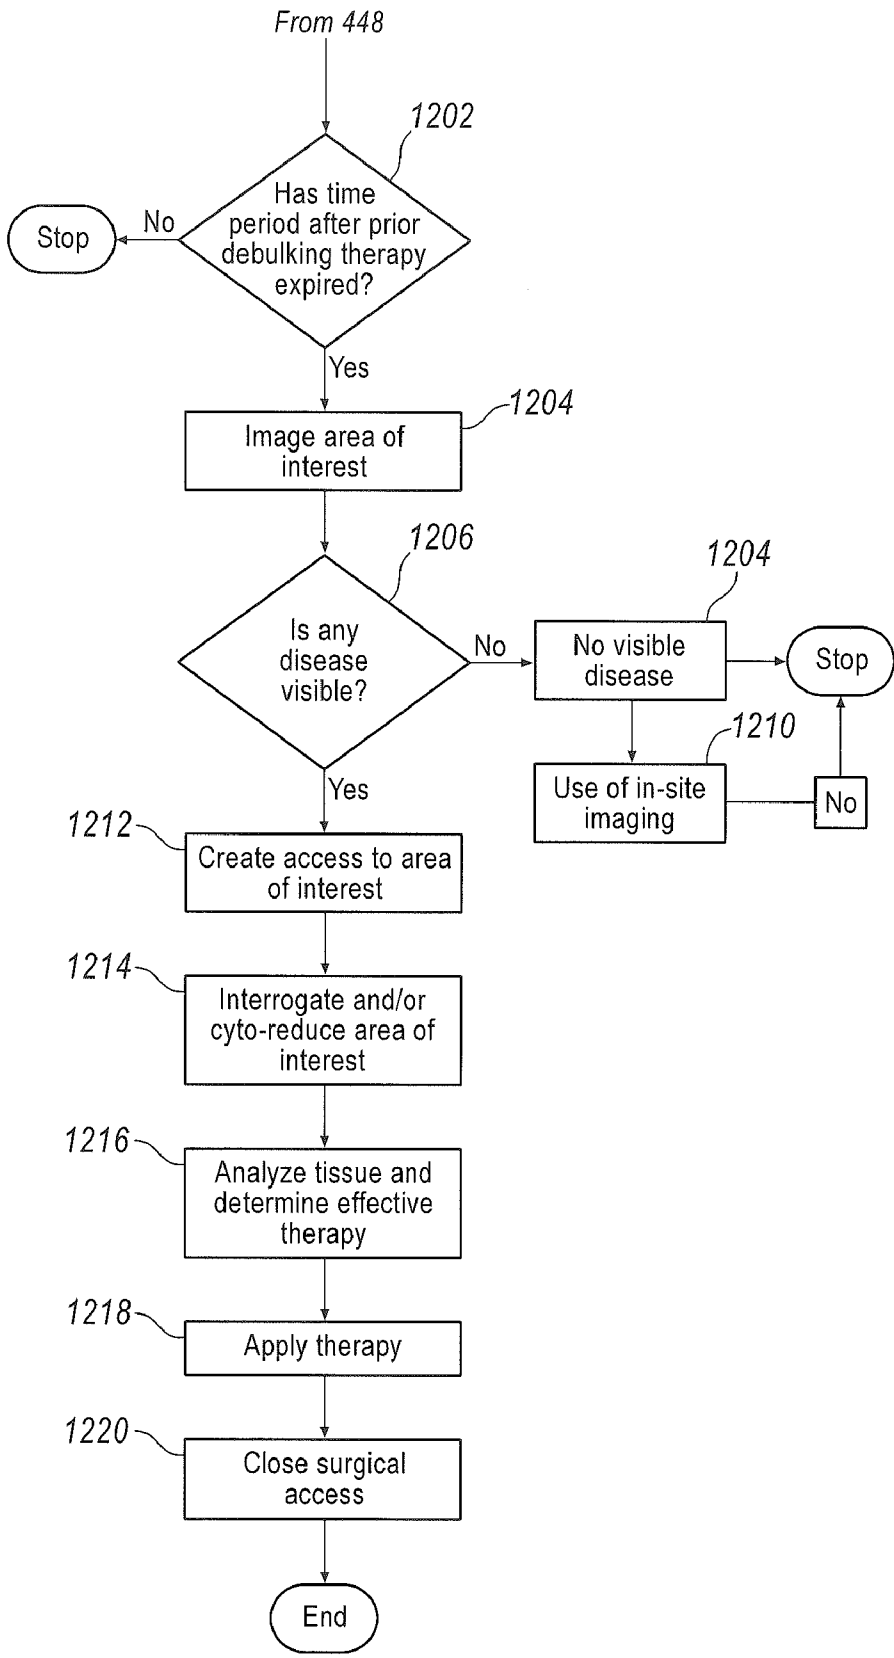 From 448
1202
Has time
period after prior
debulking therapy
expired?
No
Stop
Yes
1204
Image area of
interest
1206
Is any
disease
visible?
No
1204
No visible
disease
Stop
1210
Use of in-site
imaging
No
Yes
1212
Create access to area
of interest
1214
Interrogate and/or
cyto-reduce area of
interest
1216
Analyze tissue and
determine effective
therapy
1218
Apply therapy
1220
Close surgical
access
End